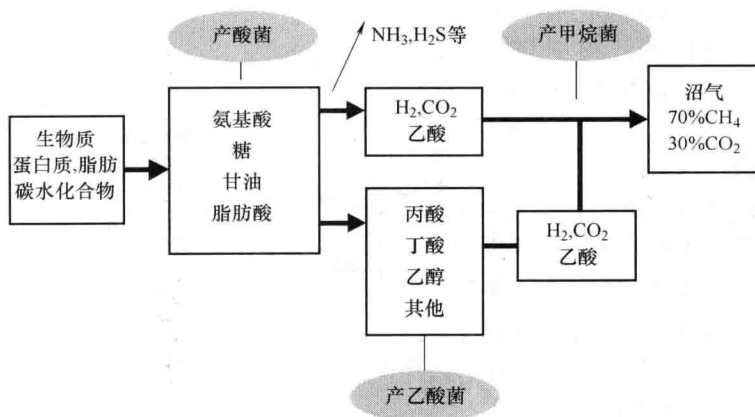 产酸菌
NH₃,H₂S等
产甲烷菌
生物质
蛋白质,脂肪
碳水化合物
氨基酸
糖
甘油
脂肪酸
H₂,CO₂
乙酸
沼气
70%CH₄
30%CO₂
丙酸
丁酸
乙醇
其他
H₂,CO₂
乙酸
产乙酸菌